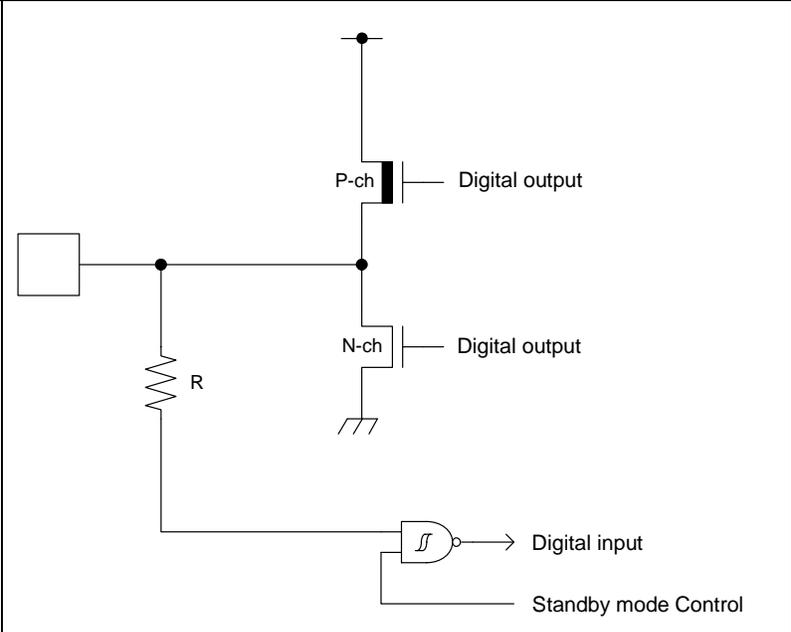 P-ch
Digital output
N-ch
Digital output
R
Digital input
Standby mode Control